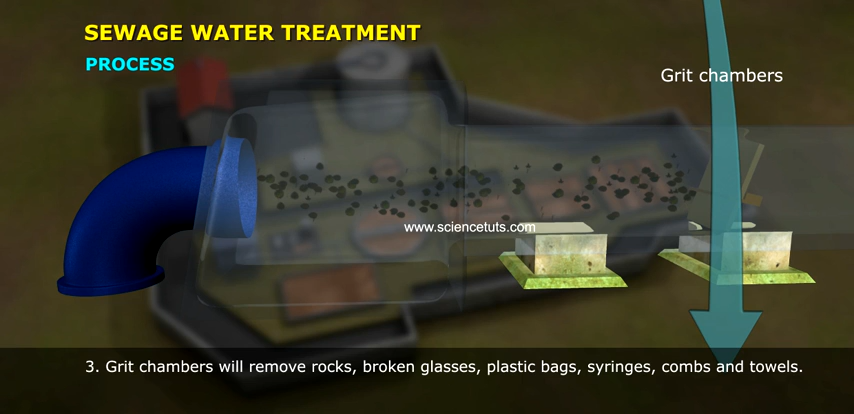 SEWAGE WATER TREATMENT
PROCESS
Grit chambers
www.sciencetuts.com
3. Grit chambers will remove rocks, broken glasses, plastic bags, syringes, combs and towels.